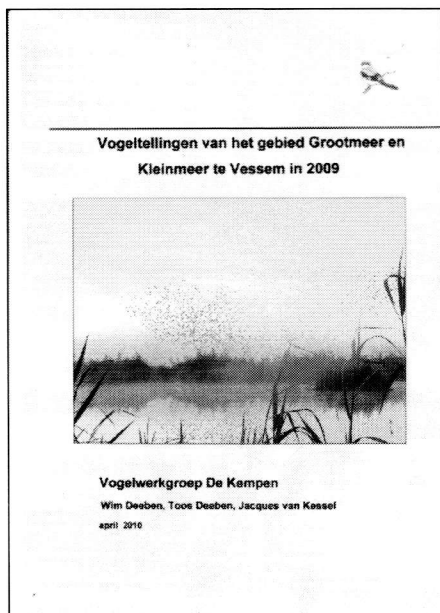 Vogeltellingen van het gebied Grootmeer en
Kleinmeer te Vessem in 2009
Vogelwerkgroep De Kempen
Wim Deeben, Toos Deeben, Jacques van Kessel
april 2010